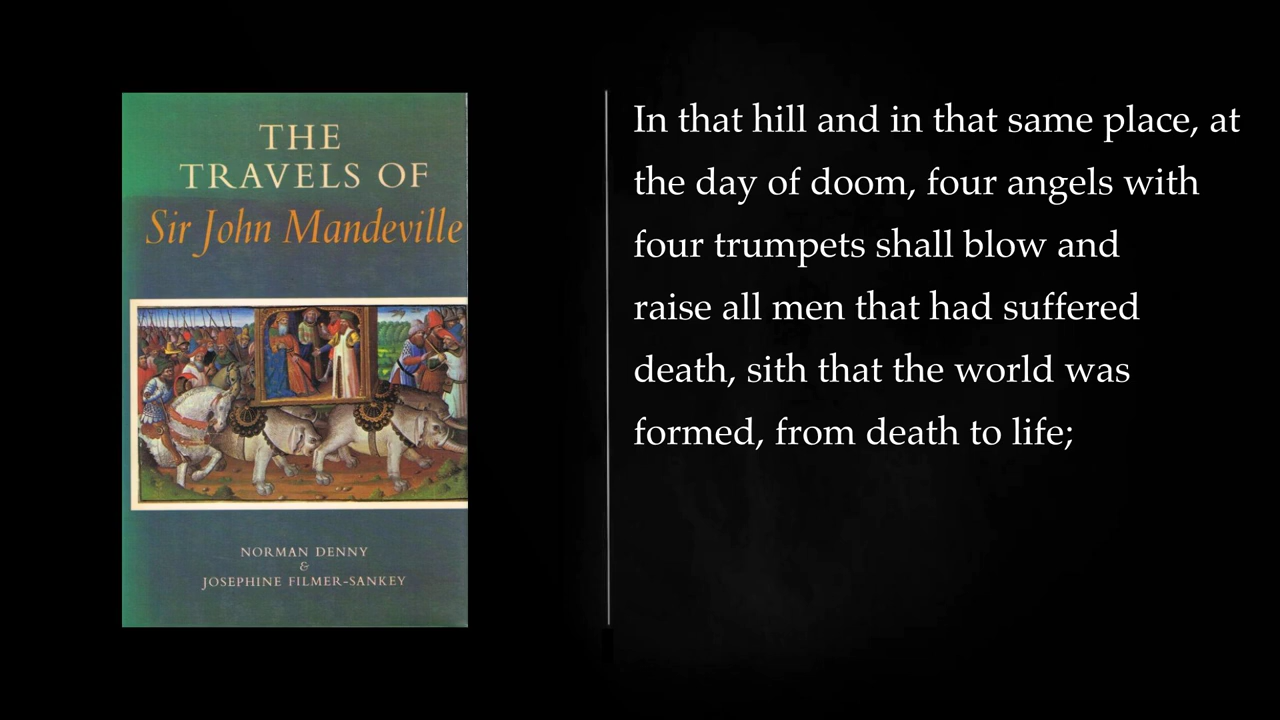 THE
TRAVELS OF
Sir John Mandeville
NORMAN DENNY
&
JOSEPHINE FILMER-SANKEY
In that hill and in that same place, at
the day of doom, four angels with
four trumpets shall blow and
raise all men that had suffered
death, sith that the world was
formed, from death to life;